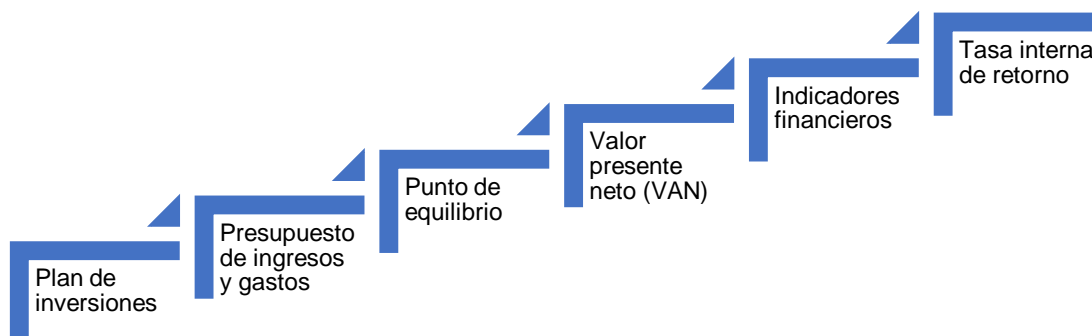 Plan de
inversiones
Presupuesto
de ingresos
y gastos
Punto de
equilibrio
Valor
presente
neto (VAN)
Indicadores
financieros
Tasa interna
de retorno